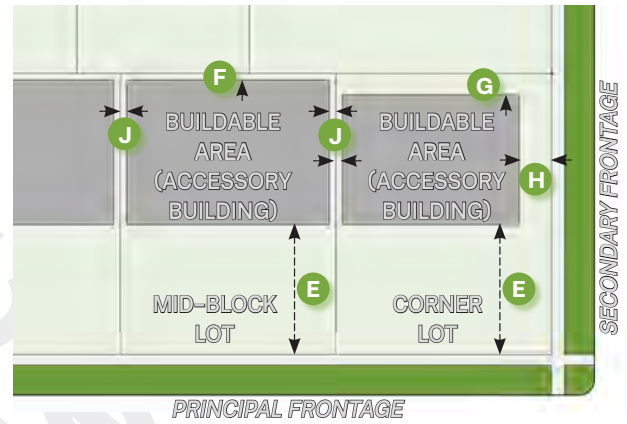 F
G
J
BUILDABLE
AREA
(ACCESSORY
BUILDING)
J
BUILDABLE
AREA
(ACCESSORY
BUILDING)
H
SECONDARY FRONTAGE
E
E
MID-BLOCK
LOT
CORNER
LOT
PRINCIPAL FRONTAGE